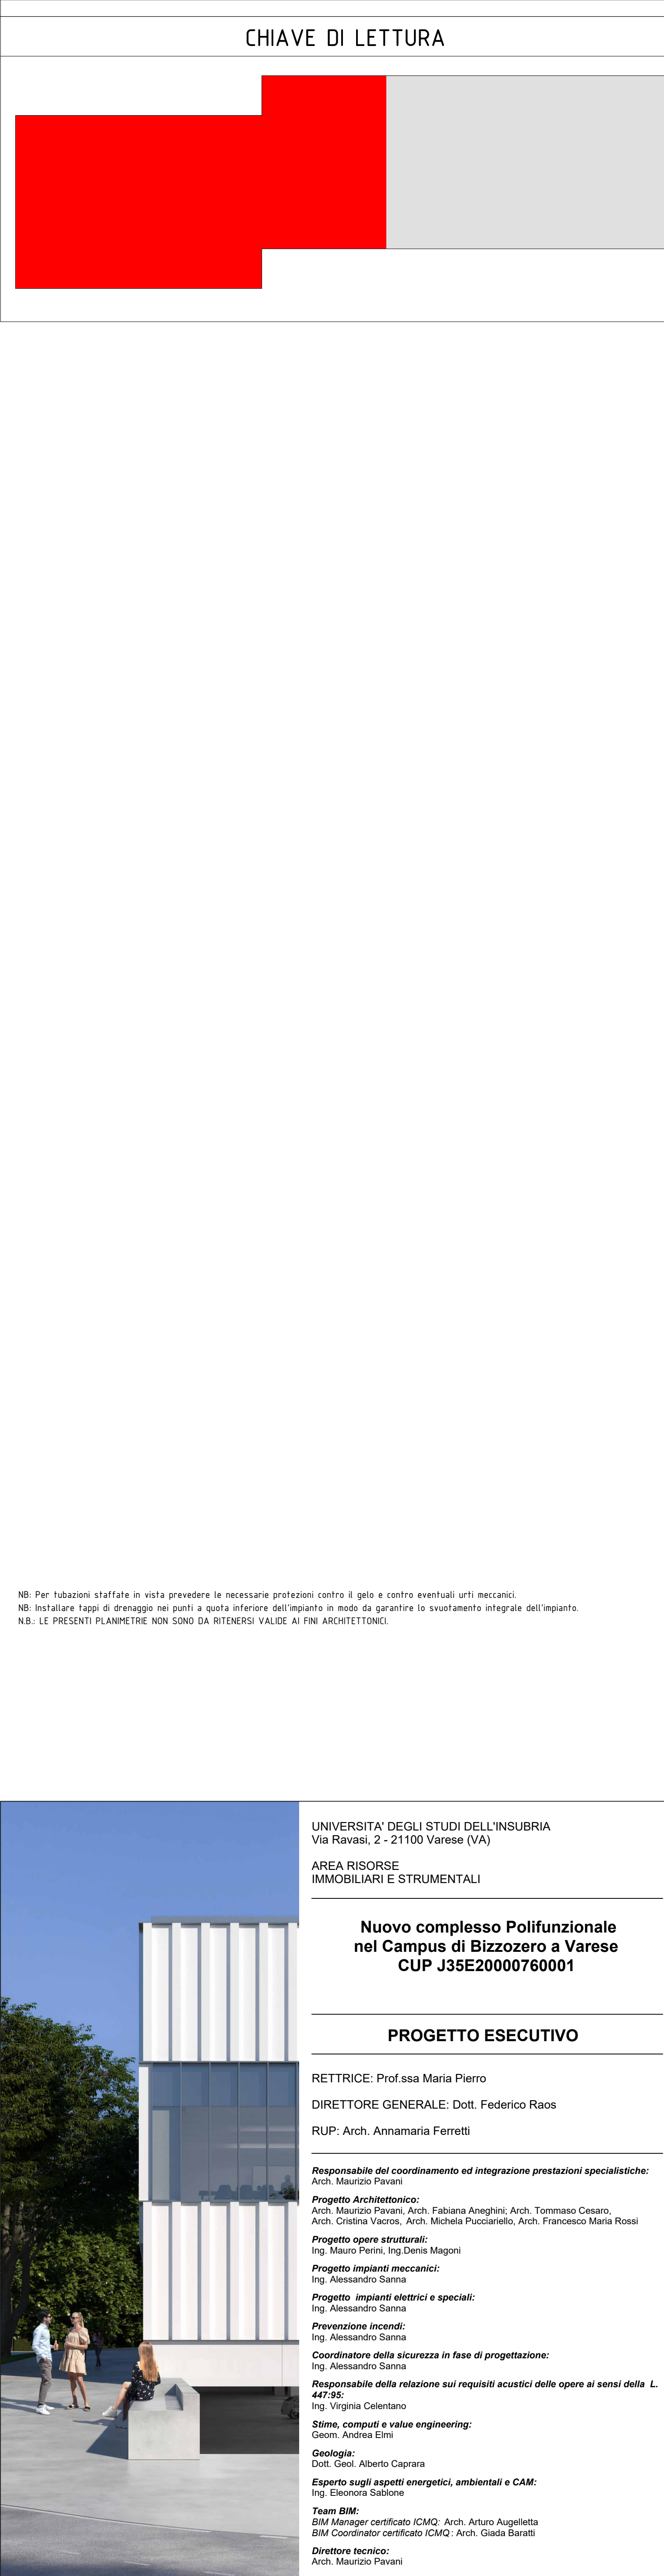 CHIAVE DI LETTURA
NB: Per tubazioni staffate in vista prevedere le necessarie protezioni contro il gelo e contro eventuali urti meccanici.
NB: Installare tappi di drenaggio nei punti a quota inferiore dell'impianto in modo da garantire lo svuotamento integrale dell'impianto.
N.B.: LE PRESENTI PLANIMETRIE NON SONO DA RITENERSI VALIDE AI FINI ARCHITETTONICI.
UNIVERSITA' DEGLI STUDI DELL'INSUBRIA
Via Ravasi, 2 - 21100 Varese (VA)
AREA RISORSE
IMMOBILIARI E STRUMENTALI
Nuovo complesso Polifunzionale
nel Campus di Bizzozero a Varese
CUP J35E20000760001
PROGETTO ESECUTIVO
RETTRICE: Prof.ssa Maria Pierro
DIRETTORE GENERALE: Dott. Federico Raos
RUP: Arch. Annamaria Ferretti
Responsabile del coordinamento ed integrazione prestazioni specialistiche:
Arch. Maurizio Pavani
Progetto Architettonico:
Arch. Maurizio Pavani, Arch. Fabiana Aneghini; Arch. Tommaso Cesaro,
Arch. Cristina Vacros, Arch. Michela Pucciariello, Arch. Francesco Maria Rossi
Progetto opere strutturali:
Ing. Mauro Perini, Ing.Denis Magoni
Progetto impianti meccanici:
Ing. Alessandro Sanna
Progetto impianti elettrici e speciali:
Ing. Alessandro Sanna
Prevenzione incendi:
Ing. Alessandro Sanna
Coordinatore della sicurezza in fase di progettazione:
Ing. Alessandro Sanna
Responsabile della relazione sui requisiti acustici delle opere ai sensi della L.
447:95:
Ing. Virginia Celentano
Stime, computi e value engineering:
Geom. Andrea Elmi
Geologia:
Dott. Geol. Alberto Caprara
Esperto sugli aspetti energetici, ambientali e CAM:
Ing. Eleonora Sablone
Team BIM:
BIM Manager certificato ICMQ: Arch. Arturo Augelletta
BIM Coordinator certificato ICMQ : Arch. Giada Baratti
Direttore tecnico:
Arch. Maurizio Pavani